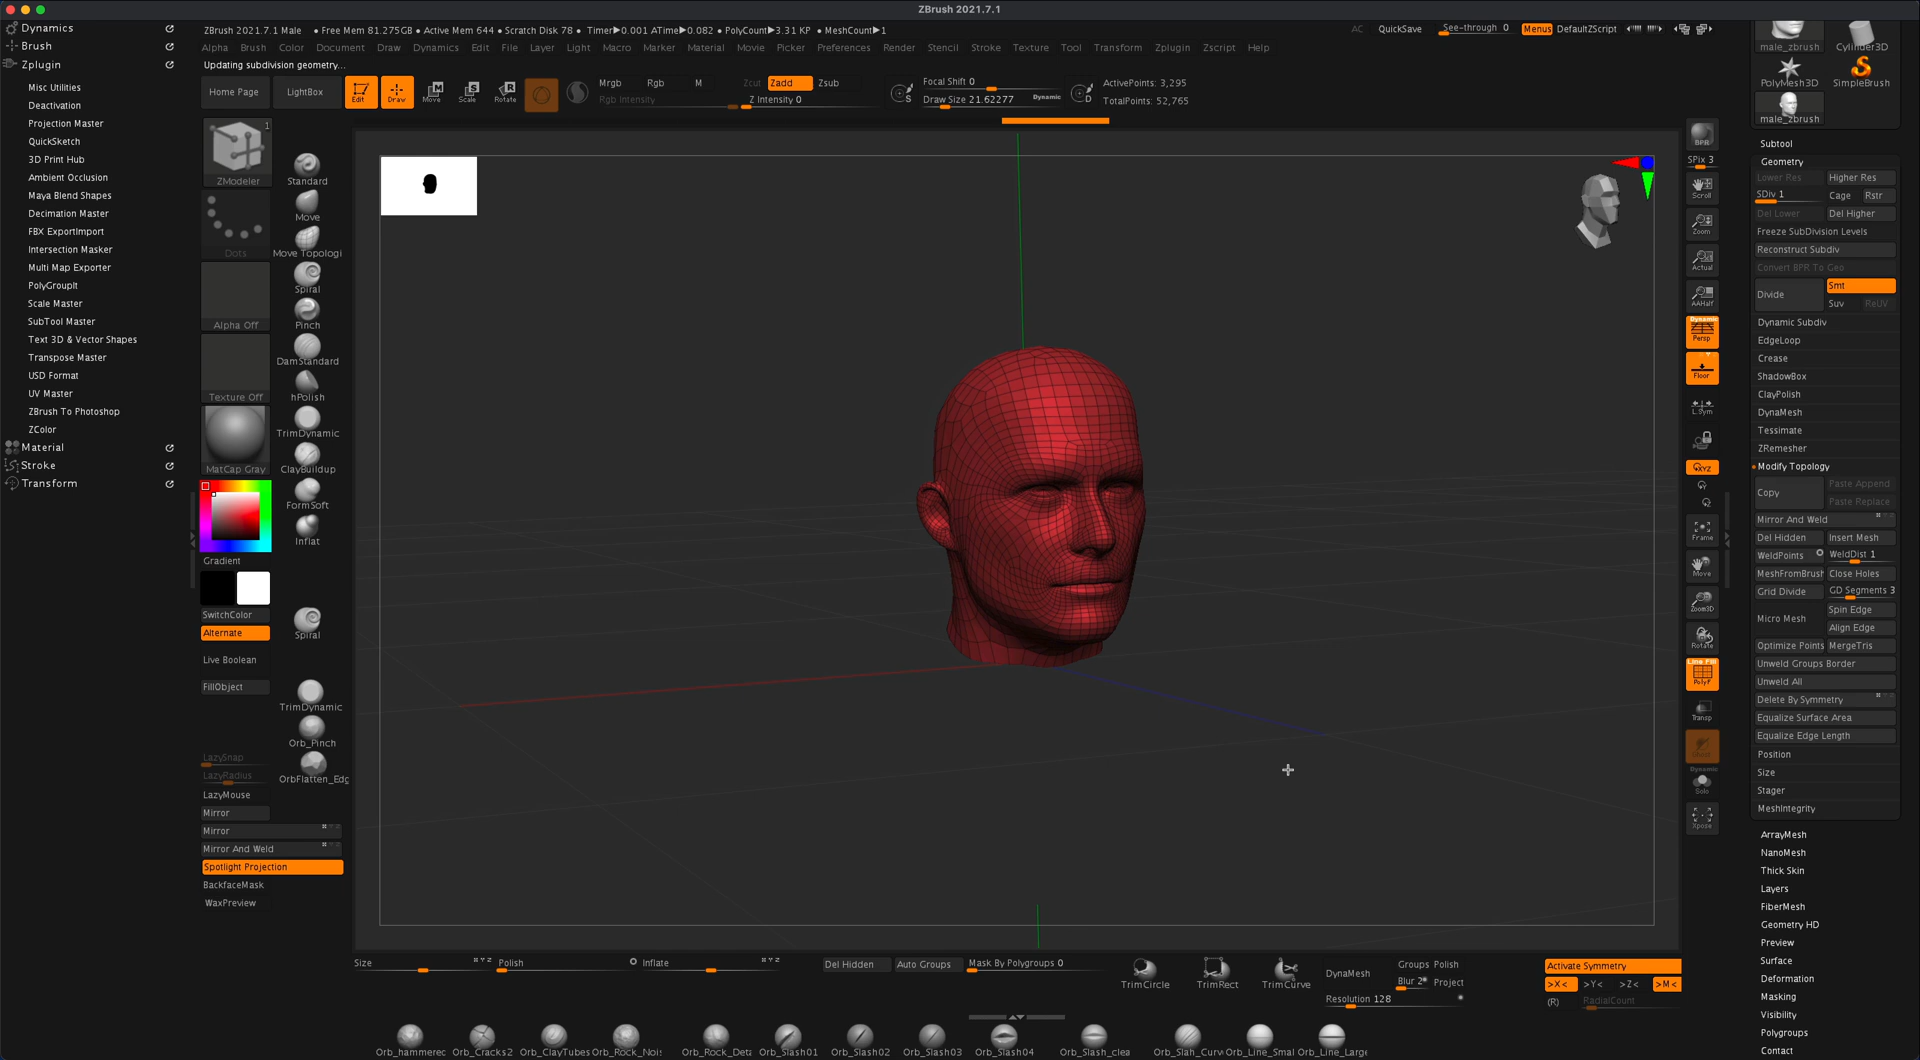 ZBrush 2021.7.1
Dynamics
Brush
Zplugin
Misc Utilities
Deactivation
Projection Master
QuickSketch
3D Print Hub
Ambient Occlusion
Maya Blend Shapes
Decimation Master
FBX ExportImport
Intersection Masker
Multi Map Exporter
PolyGroupIt
Scale Master
SubTool Master
Text 3D & Vector Shapes
Transpose Master
USD Format
UV Master
ZBrush To Photoshop
ZColor
Material
Stroke
Transform
ZBrush 2021.7.1 Male • Free Mem 81.275GB • Active Mem 644 • Scratch Disk 78 • Timer▶0.001 ATime▶0.082 • PolyCount▶3.31 KP • MeshCount▶1
AC QuickSave See-through 0 Menus DefaultZScript
Alpha Brush Color Document Draw Dynamics Edit File Layer Light Macro Marker Material Movie Picker Preferences Render Stencil Stroke Texture Tool Transform Zplugin Zscript Help
Updating subdivision geometry...
Home Page LightBox Edit Draw Move Scale Rotate
Mrgb Rgb M Zcut Zadd Zsub
Rgb Intensity Z Intensity 0
Focal Shift 0
Draw Size 21.62277 Dynamic
ActivePoints: 3,295
TotalPoints: 52,765
1
ZModeler
Dots
Alpha Off
Texture Off
MatCap Gray
Gradient
SwitchColor
Alternate
Live Boolean
FillObject
LazySnap
LazyRadius
LazyMouse
Mirror
Mirror
Mirror And Weld
Spotlight Projection
BackfaceMask
WaxPreview
Standard
Move
Move Topologi
Spiral
Pinch
DamStandard
hPolish
TrimDynamic
ClayBuildup
FormSoft
Inflat
Spiral
TrimDynamic
Orb_Pinch
OrbFlatten_Edg
BPR
SPix 3
Scroll
Zoom
Actual
AAHalf
Dynamic
Persp
Floor
L.Sym
XYZ
Frame
Move
Zoom3D
Rotate
Line Fill
PolyF
Transp
Dynamic
Solo
Xpose
male_zbrush Cylinder3D
PolyMesh3D SimpleBrush
male_zbrush
Subtool
Geometry
Lower Res Higher Res
SDiv 1 Cage Rstr
Del Lower Del Higher
Freeze SubDivision Levels
Reconstruct Subdiv
Convert BPR To Geo
Divide Smt
Suv ReUV
Dynamic Subdiv
EdgeLoop
Crease
ShadowBox
ClayPolish
DynaMesh
Tessimate
ZRemesher
Modify Topology
Copy Paste Append
Paste Replace
Mirror And Weld
Del Hidden Insert Mesh
WeldPoints WeldDist 1
MeshFromBrush Close Holes
Grid Divide GD Segments 3
Micro Mesh Spin Edge
Align Edge
Optimize Points MergeTris
Unweld Groups Border
Unweld All
Delete By Symmetry
Equalize Surface Area
Equalize Edge Length
Position
Size
Stager
MeshIntegrity
ArrayMesh
NanoMesh
Thick Skin
Layers
FiberMesh
Geometry HD
Preview
Surface
Deformation
Masking
Visibility
Polygroups
Contact
Size Polish Inflate Del Hidden Auto Groups Mask By Polygroups 0
TrimCircle TrimRect TrimCurve
DynaMesh Groups Polish
Blur 2 Project
Resolution 128
Activate Symmetry
>X< >Y< >Z< >M<
(R) RadialCount
Orb_hammerec Orb_Cracks2 Orb_ClayTubes Orb_Rock_Nois Orb_Rock_Deta Orb_Slash01 Orb_Slash02 Orb_Slash03 Orb_Slash04 Orb_Slash_clea Orb_Slah_Curv Orb_Line_Smal Orb_Line_Large